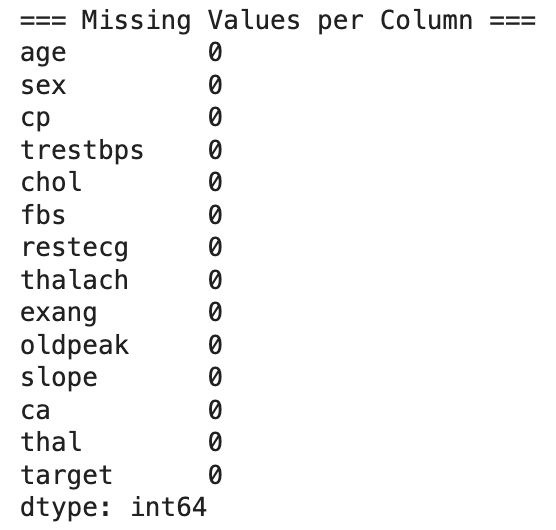 === Missing Values per Column ===
age 0
sex 0
cp 0
trestbps 0
chol 0
fbs 0
restecg 0
thalach 0
exang 0
oldpeak 0
slope 0
ca 0
thal 0
target 0
dtype: int64